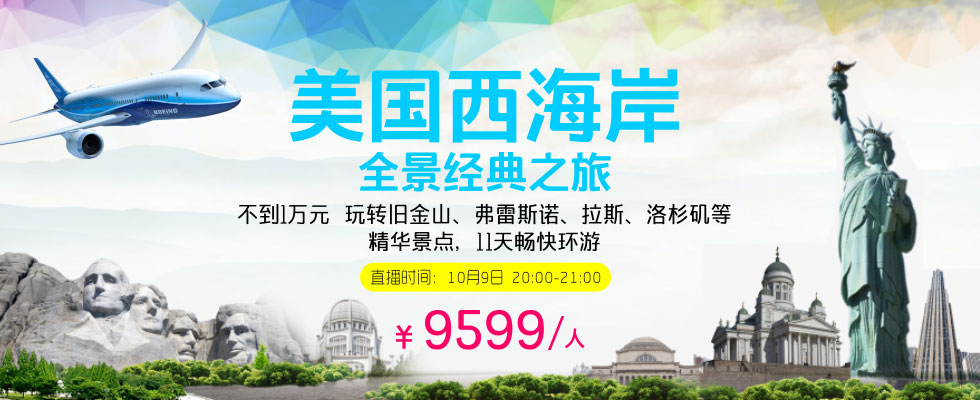 BOEING
美国西海岸
全景经典之旅
不到1万元 玩转旧金山、弗雷斯诺、拉斯、洛杉矶等
精华景点，11天畅快环游
直播时间：10月9日 20:00-21:00
￥9599/人